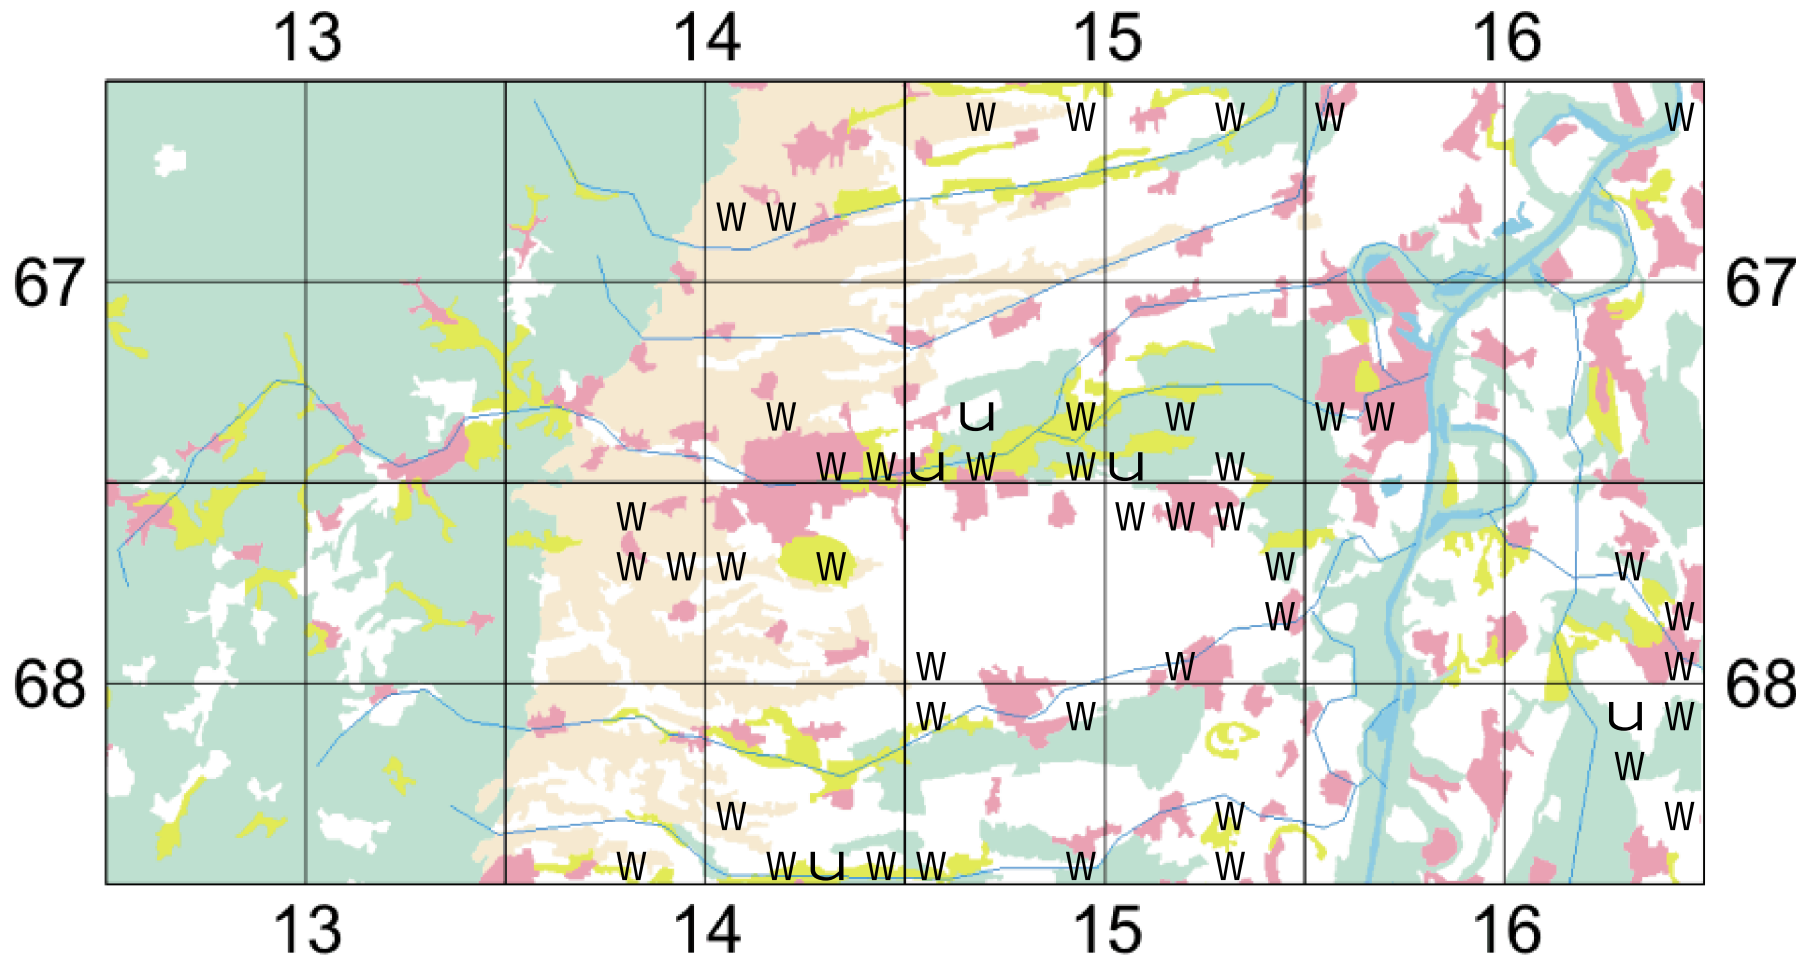 13 14 15 16
W W W W W
W W
67 67
W u W W W W
W W u W W u W
W W W W
W W W W W
W W
W W W
68 68
W W u W
W
W W W
W W u W W W W
13 14 15 16